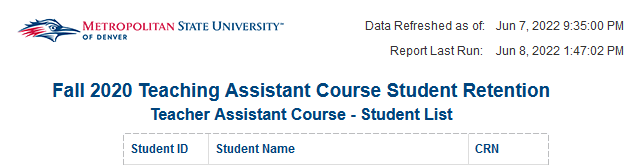 METROPOLITAN STATE UNIVERSITY™
OF DENVER
Data Refreshed as of: Jun 7, 2022 9:35:00 PM
Report Last Run: Jun 8, 2022 1:47:02 PM
Fall 2020 Teaching Assistant Course Student Retention
Teacher Assistant Course - Student List
Student ID Student Name CRN